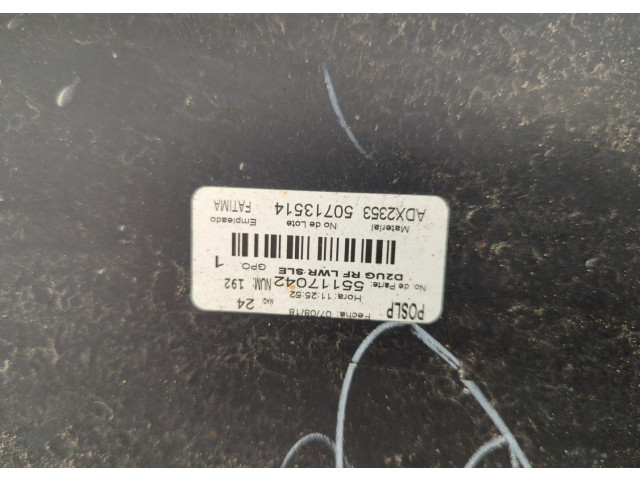 POSLP Fecha: 07/08/18 MAQ 24
Hora: 11:25:52
No. de Parte: 55117042 NUM: 192
D2UG RF LWR SLE GPO. 1
Material No de Lote Empleado
ADX2353 50713514 FATIMA